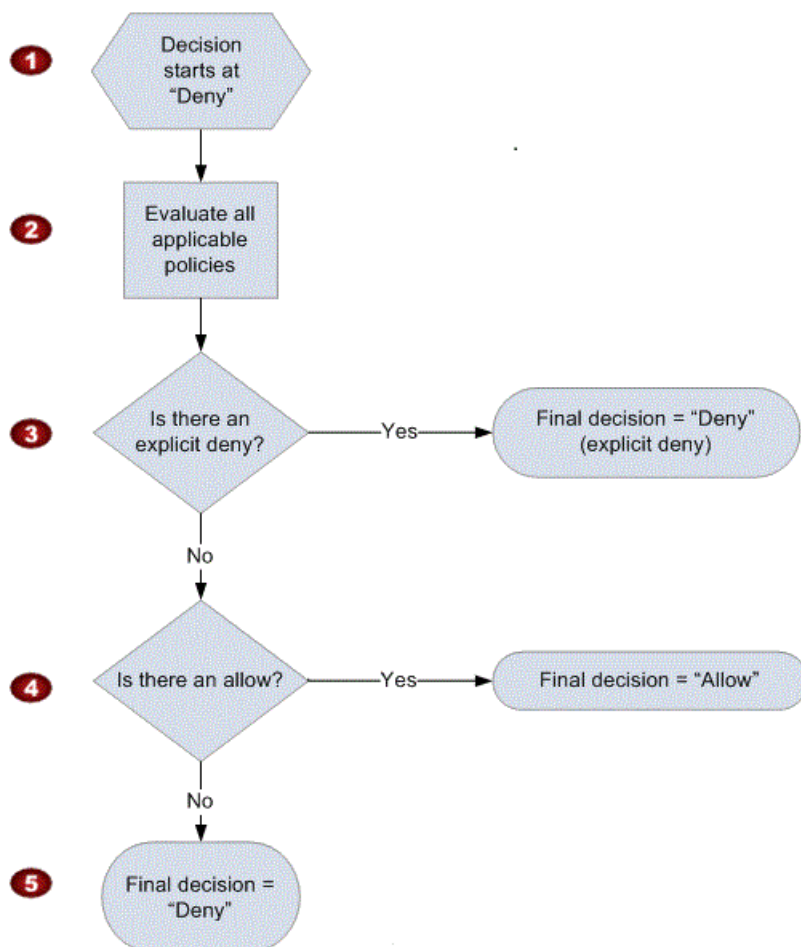 1
Decision
starts at
“Deny”
2
Evaluate all
applicable
policies
3
Is there an
explicit deny?
Yes
Final decision = “Deny”
(explicit deny)
No
4
Is there an allow?
Yes
Final decision = “Allow”
No
5
Final decision =
“Deny”